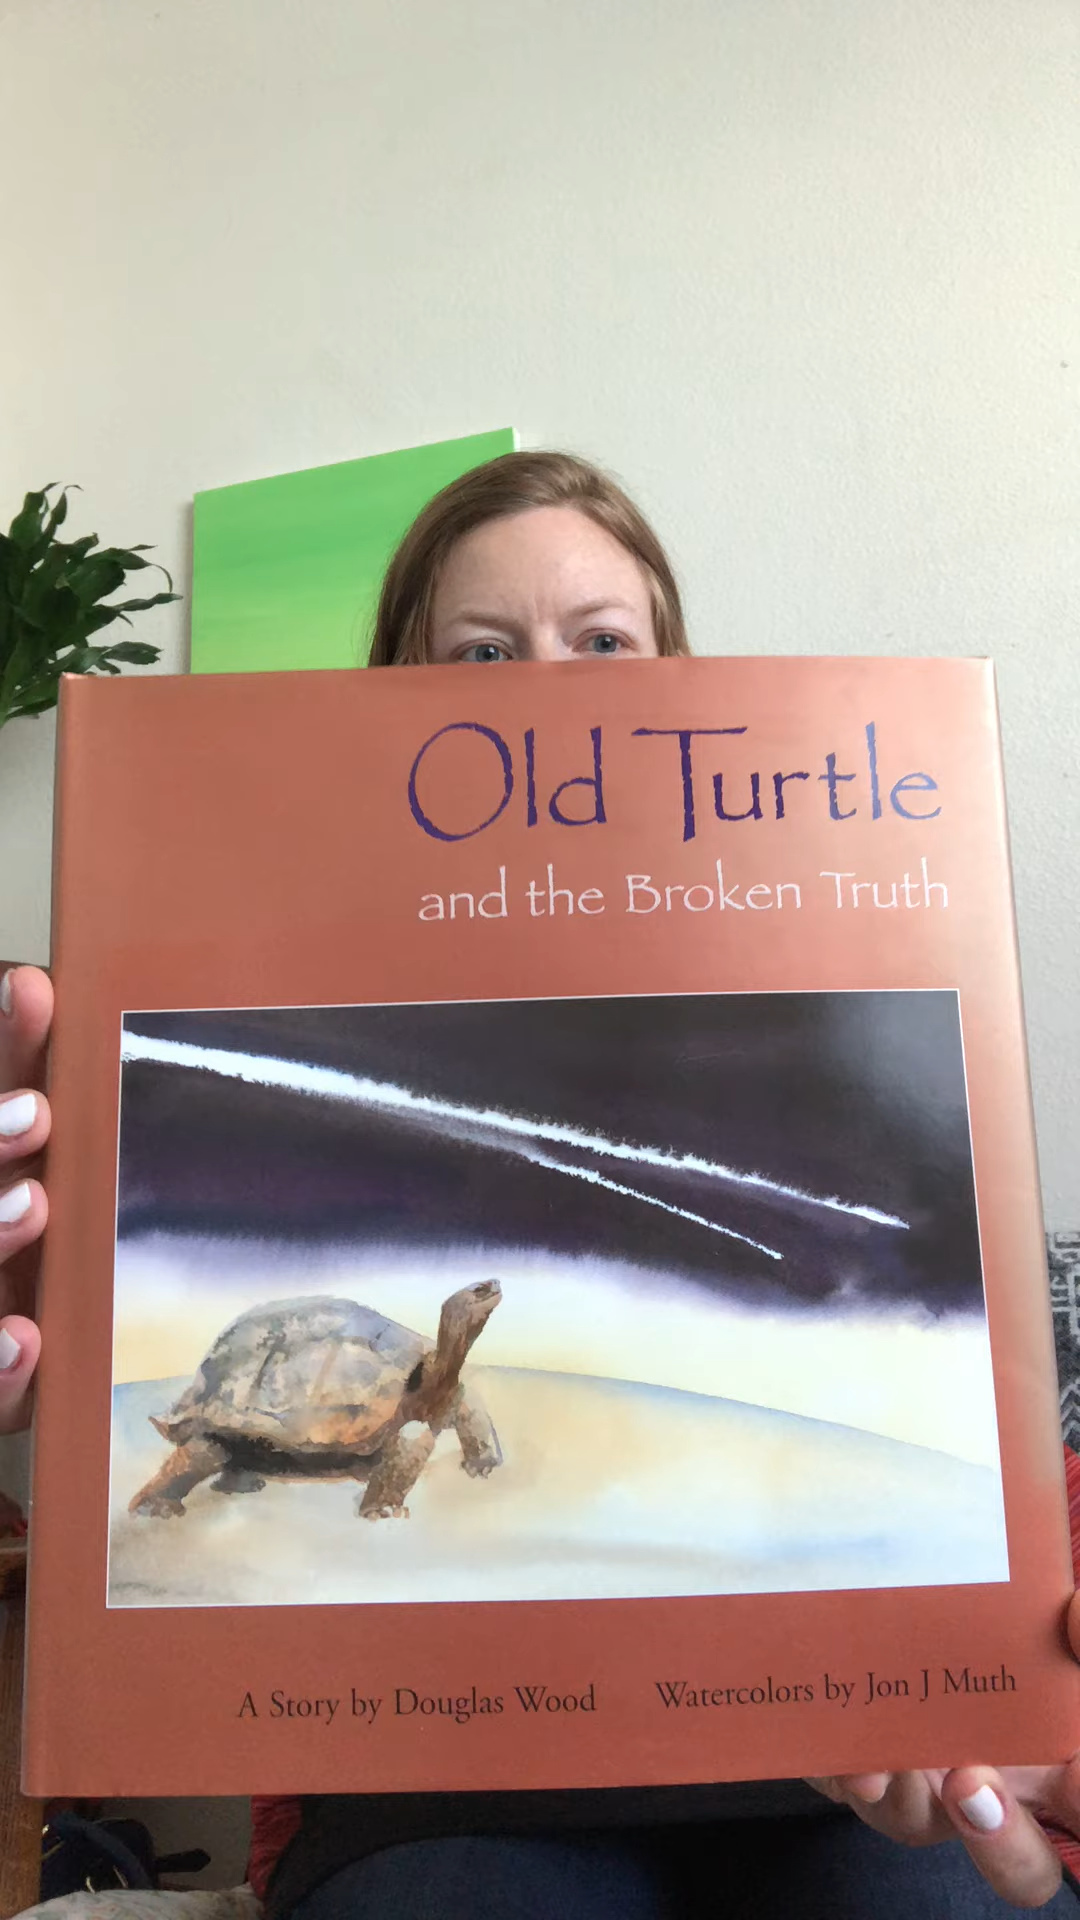 Old Turtle
and the Broken Truth
A Story by Douglas Wood
Watercolors by Jon J Muth